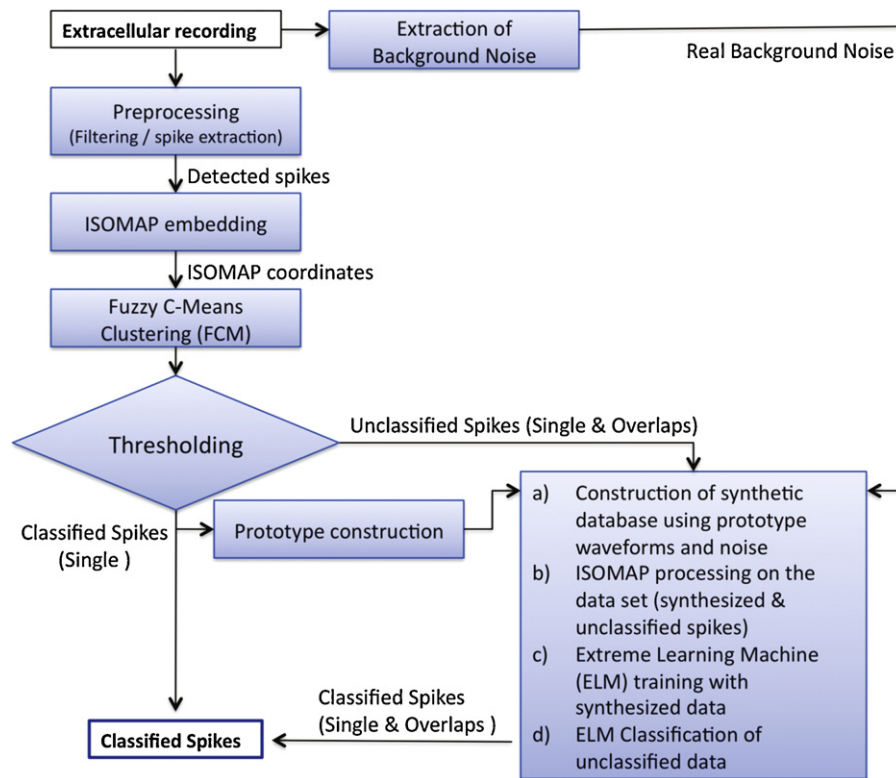 Extracellular recording
Extraction of
Background Noise
Real Background Noise
Preprocessing
(Filtering / spike extraction)
Detected spikes
ISOMAP embedding
ISOMAP coordinates
Fuzzy C-Means
Clustering (FCM)
Thresholding
Unclassified Spikes (Single & Overlaps)
Classified Spikes
(Single )
Prototype construction
a) Construction of synthetic
database using prototype
waveforms and noise
b) ISOMAP processing on the
data set (synthesized &
unclassified spikes)
c) Extreme Learning Machine
(ELM) training with
synthesized data
d) ELM Classification of
unclassified data
Classified Spikes
(Single & Overlaps )
Classified Spikes